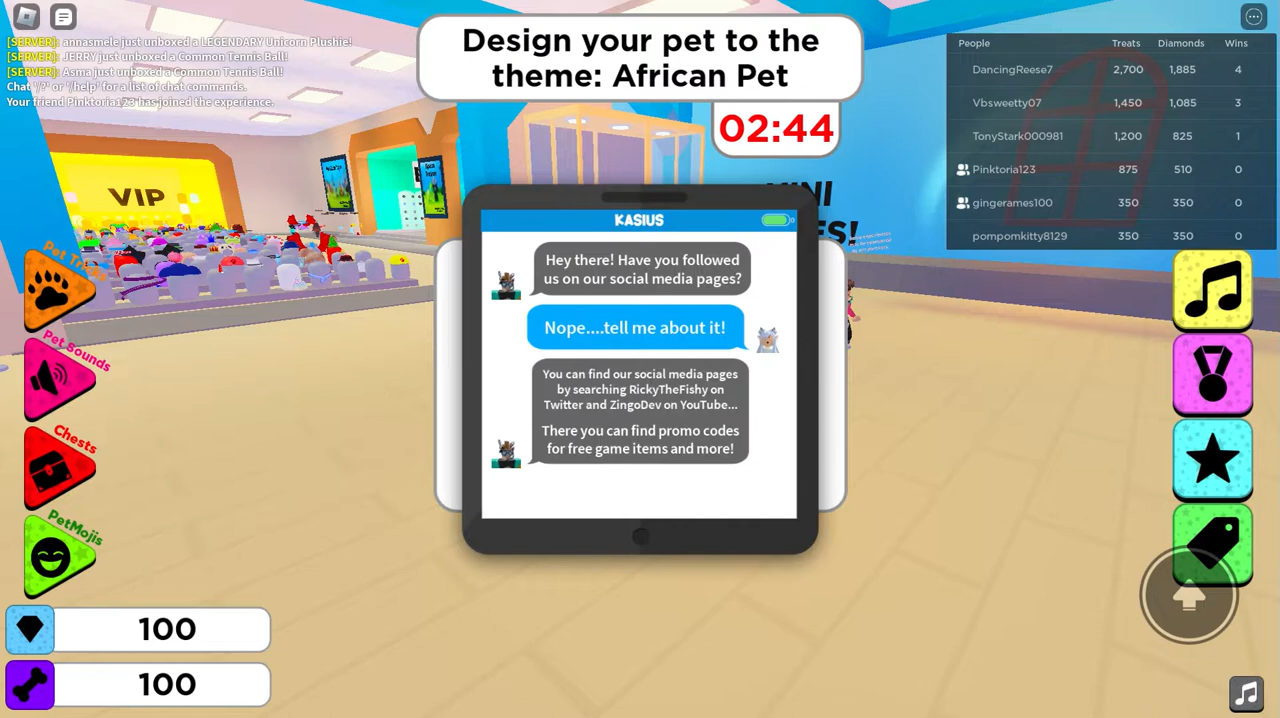 [SERVER]: annasmele just unboxed a LEGENDARY Unicorn Plushie!
[SERVER]: JERRY just unboxed a Common Tennis Ball!
[SERVER]: Asma just unboxed a Common Tennis Ball!
Chat '/?' or '/help' for a list of chat commands.
Your friend Pinktoria123 has joined the experience.
Design your pet to the
theme: African Pet
02:44
People Treats Diamonds Wins
DancingReese7 2,700 1,885 4
Vbsweetty07 1,450 1,085 3
TonyStark000981 1,200 825 1
Pinktoria123 875 510 0
gingerames100 350 350 0
pompomkitty8129 350 350 0
VIP
KASIUS
Hey there! Have you followed
us on our social media pages?
Nope....tell me about it!
You can find our social media pages
by searching RickyTheFishy on
Twitter and ZingoDev on YouTube...
There you can find promo codes
for free game items and more!
Pet Sounds
Chests
PetMojis
100
100